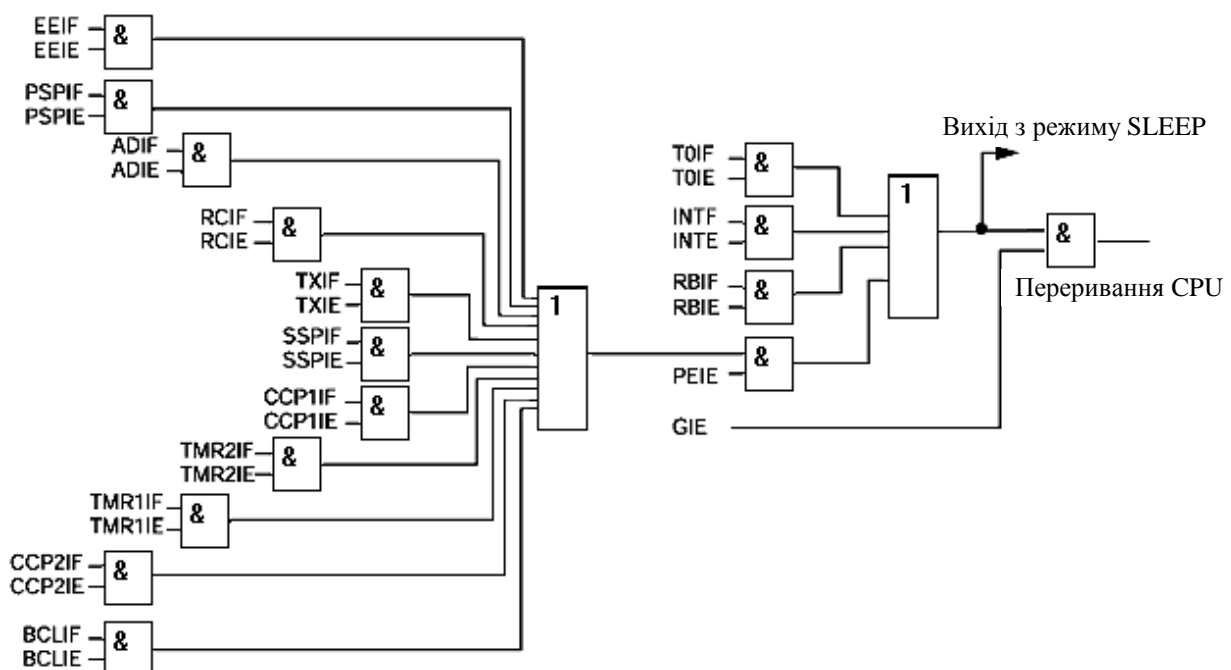 EEIF
EEIE
&
PSPIF
PSPIE
&
ADIF
ADIE
&
RCIF
RCIE
&
TXIF
TXIE
&
SSPIF
SSPIE
&
CCP1IF
CCP1IE
&
TMR2IF
TMR2IE
&
TMR1IF
TMR1IE
&
CCP2IF
CCP2IE
&
BCLIF
BCLIE
&
1
T0IF
T0IE
&
INTF
INTE
&
RBIF
RBIE
&
PEIE
&
GIE
1
Вихід з режиму SLEEP
&
Переривання CPU